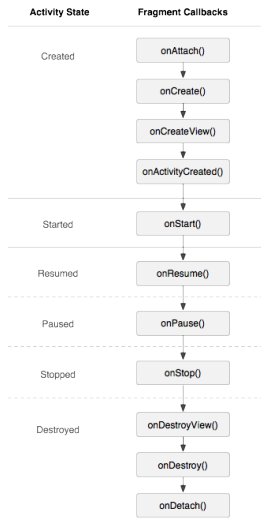 Activity State Fragment Callbacks
Created
onAttach()
onCreate()
onCreateView()
onActivityCreated()
Started onStart()
Resumed onResume()
Paused onPause()
Stopped onStop()
Destroyed
onDestroyView()
onDestroy()
onDetach()